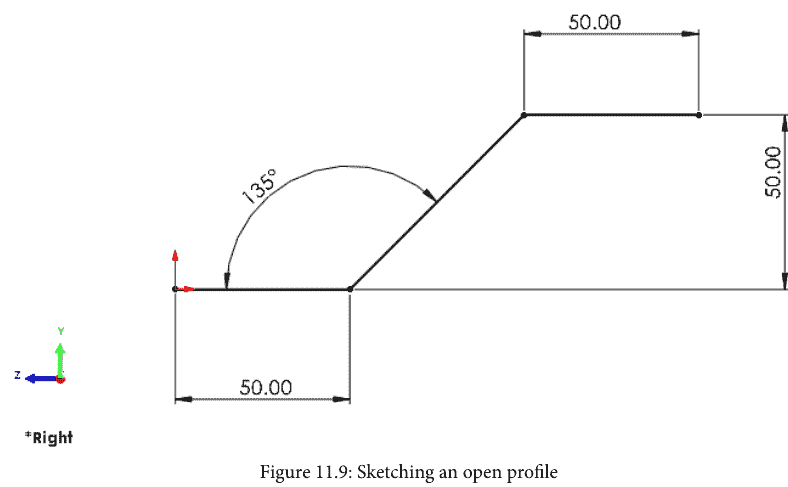 50.00
135°
50.00
50.00
Y
Z
*Right
Figure 11.9: Sketching an open profile